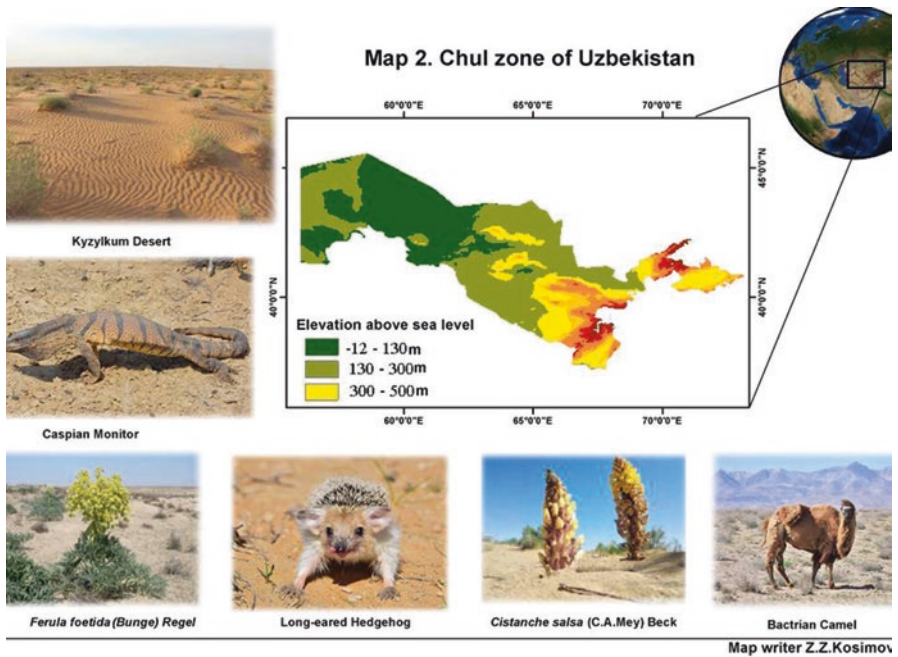 Map 2. Chul zone of Uzbekistan
60°0'0"E 65°0'0"E 70°0'0"E
45°0'0"N
40°0'0"N 40°0'0"N
Elevation above sea level
-12 - 130m
130 - 300m
300 - 500m
60°0'0"E 65°0'0"E 70°0'0"E
Kyzylkum Desert
Caspian Monitor
Ferula foetida (Bunge) Regel
Long-eared Hedgehog
Cistanche salsa (C.A.Mey) Beck
Bactrian Camel
Map writer Z.Z.Kosimov